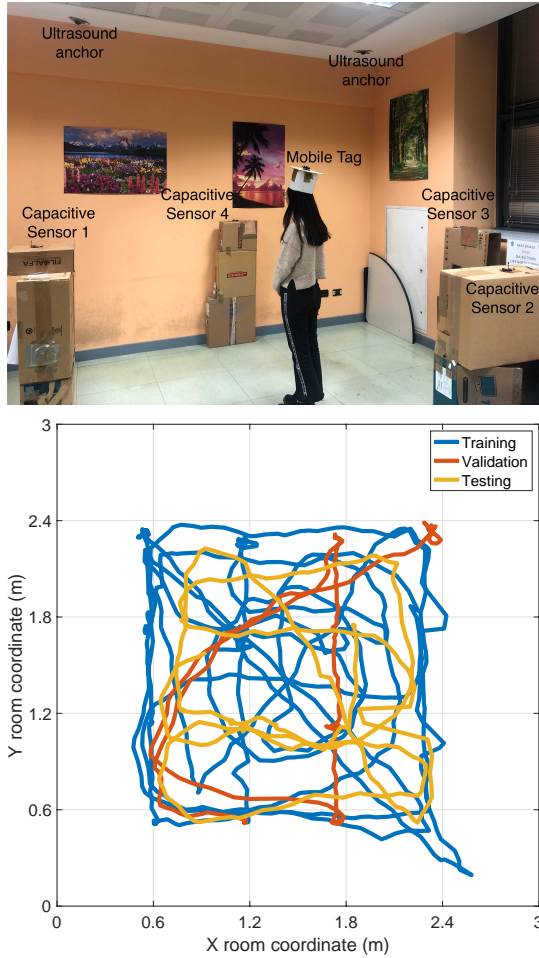 Ultrasound
anchor
Ultrasound
anchor
Mobile Tag
Capacitive
Sensor 4
Capacitive
Sensor 3
Capacitive
Sensor 1
Capacitive
Sensor 2
3
2.4
1.8
1.2
0.6
0
0
0.6
1.2
1.8
2.4
3
Y room coordinate (m)
X room coordinate (m)
Training
Validation
Testing